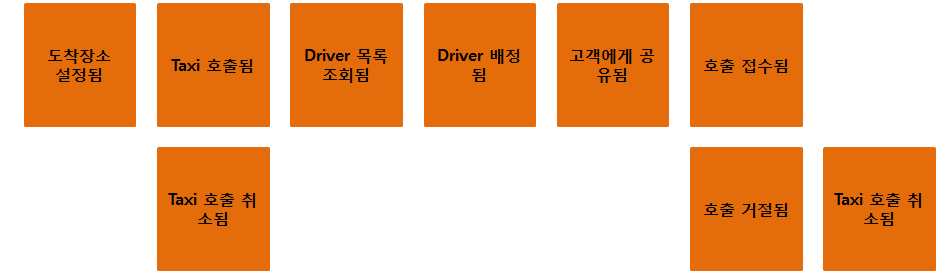 도착장소
설정됨
Taxi 호출됨
Driver 목록
조회됨
Driver 배정
됨
고객에게 공
유됨
호출 접수됨
Taxi 호출 취
소됨
호출 거절됨
Taxi 호출 취
소됨